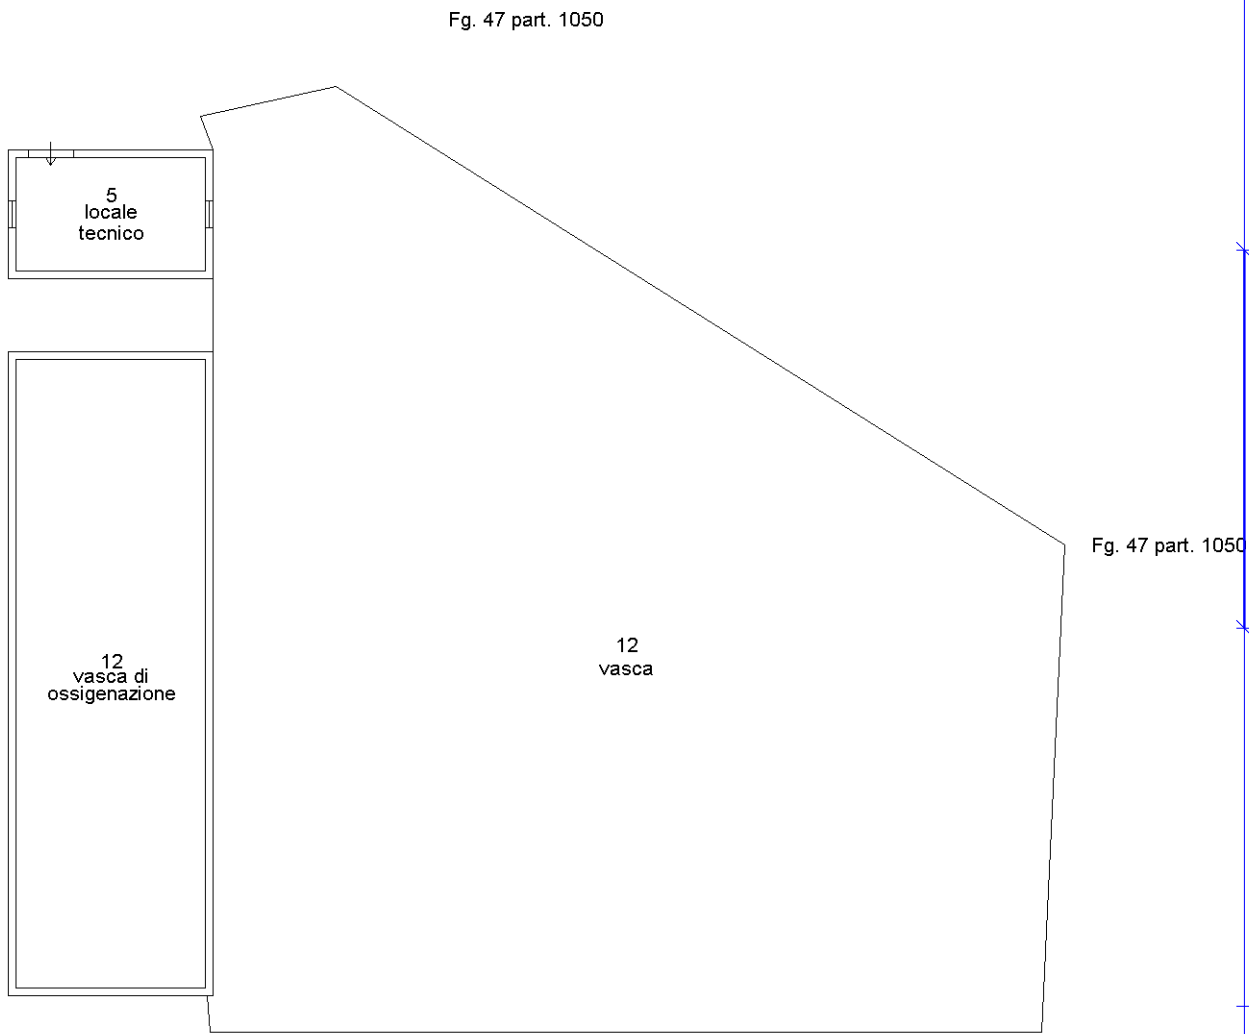 Fg. 47 part. 1050
5
locale
tecnico
Fg. 47 part. 1050
12
vasca
12
vasca di
ossigenazione